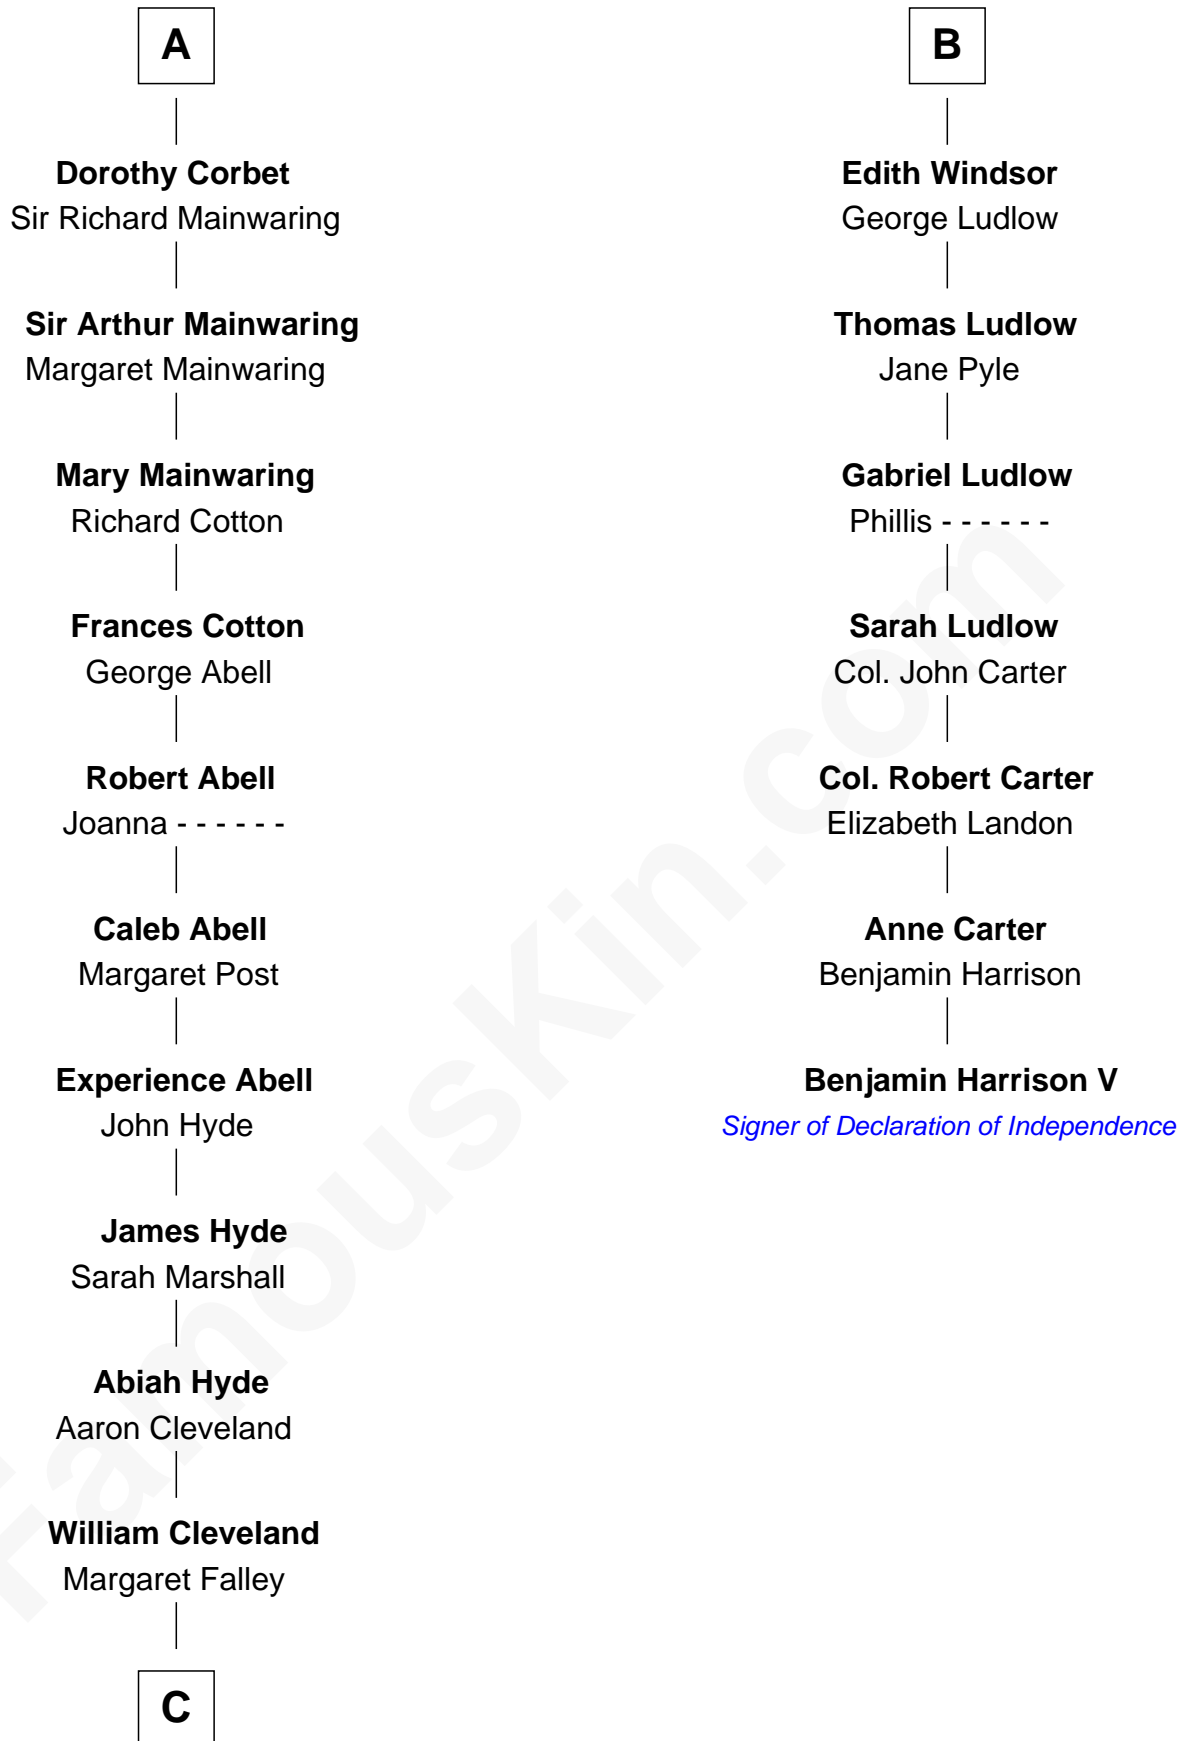 A
Dorothy Corbet
Sir Richard Mainwaring
Sir Arthur Mainwaring
Margaret Mainwaring
Mary Mainwaring
Richard Cotton
Frances Cotton
George Abell
Robert Abell
Joanna - - - - - -
Caleb Abell
Margaret Post
Experience Abell
John Hyde
James Hyde
Sarah Marshall
Abiah Hyde
Aaron Cleveland
William Cleveland
Margaret Falley
C
B
Edith Windsor
George Ludlow
Thomas Ludlow
Jane Pyle
Gabriel Ludlow
Phillis - - - - - -
Sarah Ludlow
Col. John Carter
Col. Robert Carter
Elizabeth Landon
Anne Carter
Benjamin Harrison
Benjamin Harrison V
Signer of Declaration of Independence
FamousKin.com